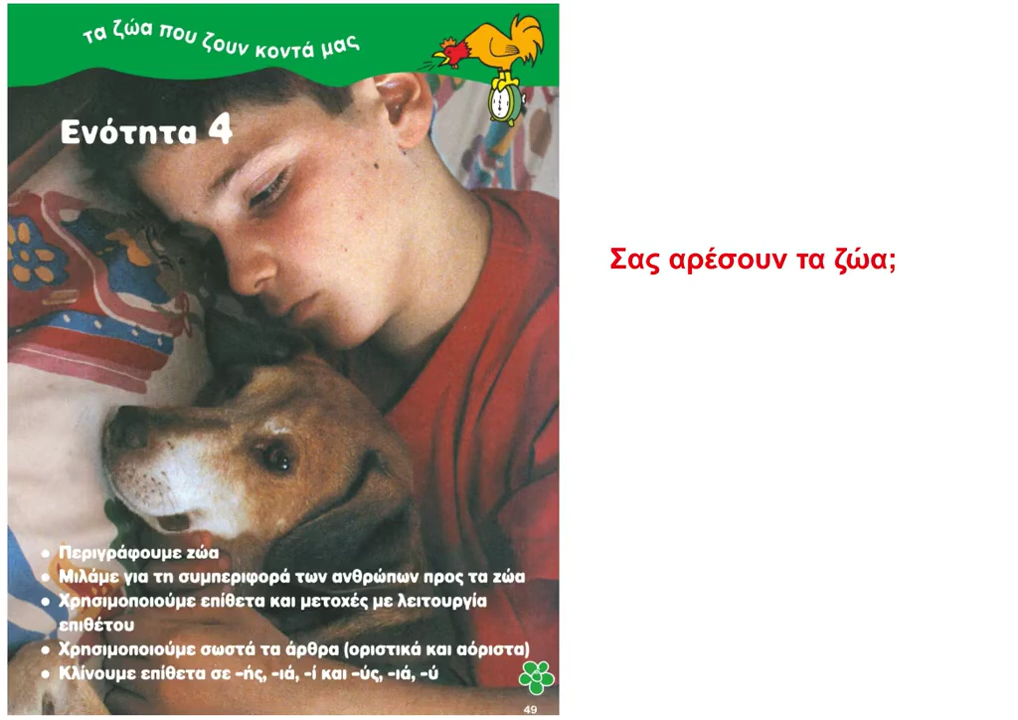 τα ζώα που ζουν κοντά μας
Ενότητα 4
Σας αρέσουν τα ζώα;
• Περιγράφουμε ζώα
• Μιλάμε για τη συμπεριφορά των ανθρώπων προς τα ζώα
• Χρησιμοποιούμε επίθετα και μετοχές με λειτουργία
επιθέτου
• Χρησιμοποιούμε σωστά τα άρθρα (οριστικά και αόριστα)
• Κλίνουμε επίθετα σε -ής, -ιά, -ί και -ύς, -ιά, -ύ
49